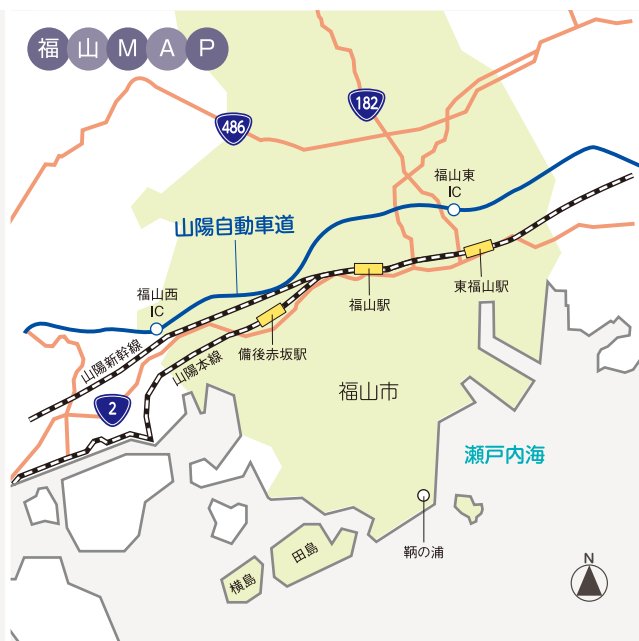 福山MAP
182
486
福山東
IC
山陽自動車道
東福山駅
福山駅
福山西
IC
備後赤坂駅
山陽新幹線
山陽本線
福山市
2
瀬戸内海
鞆の浦
田島
横島
N